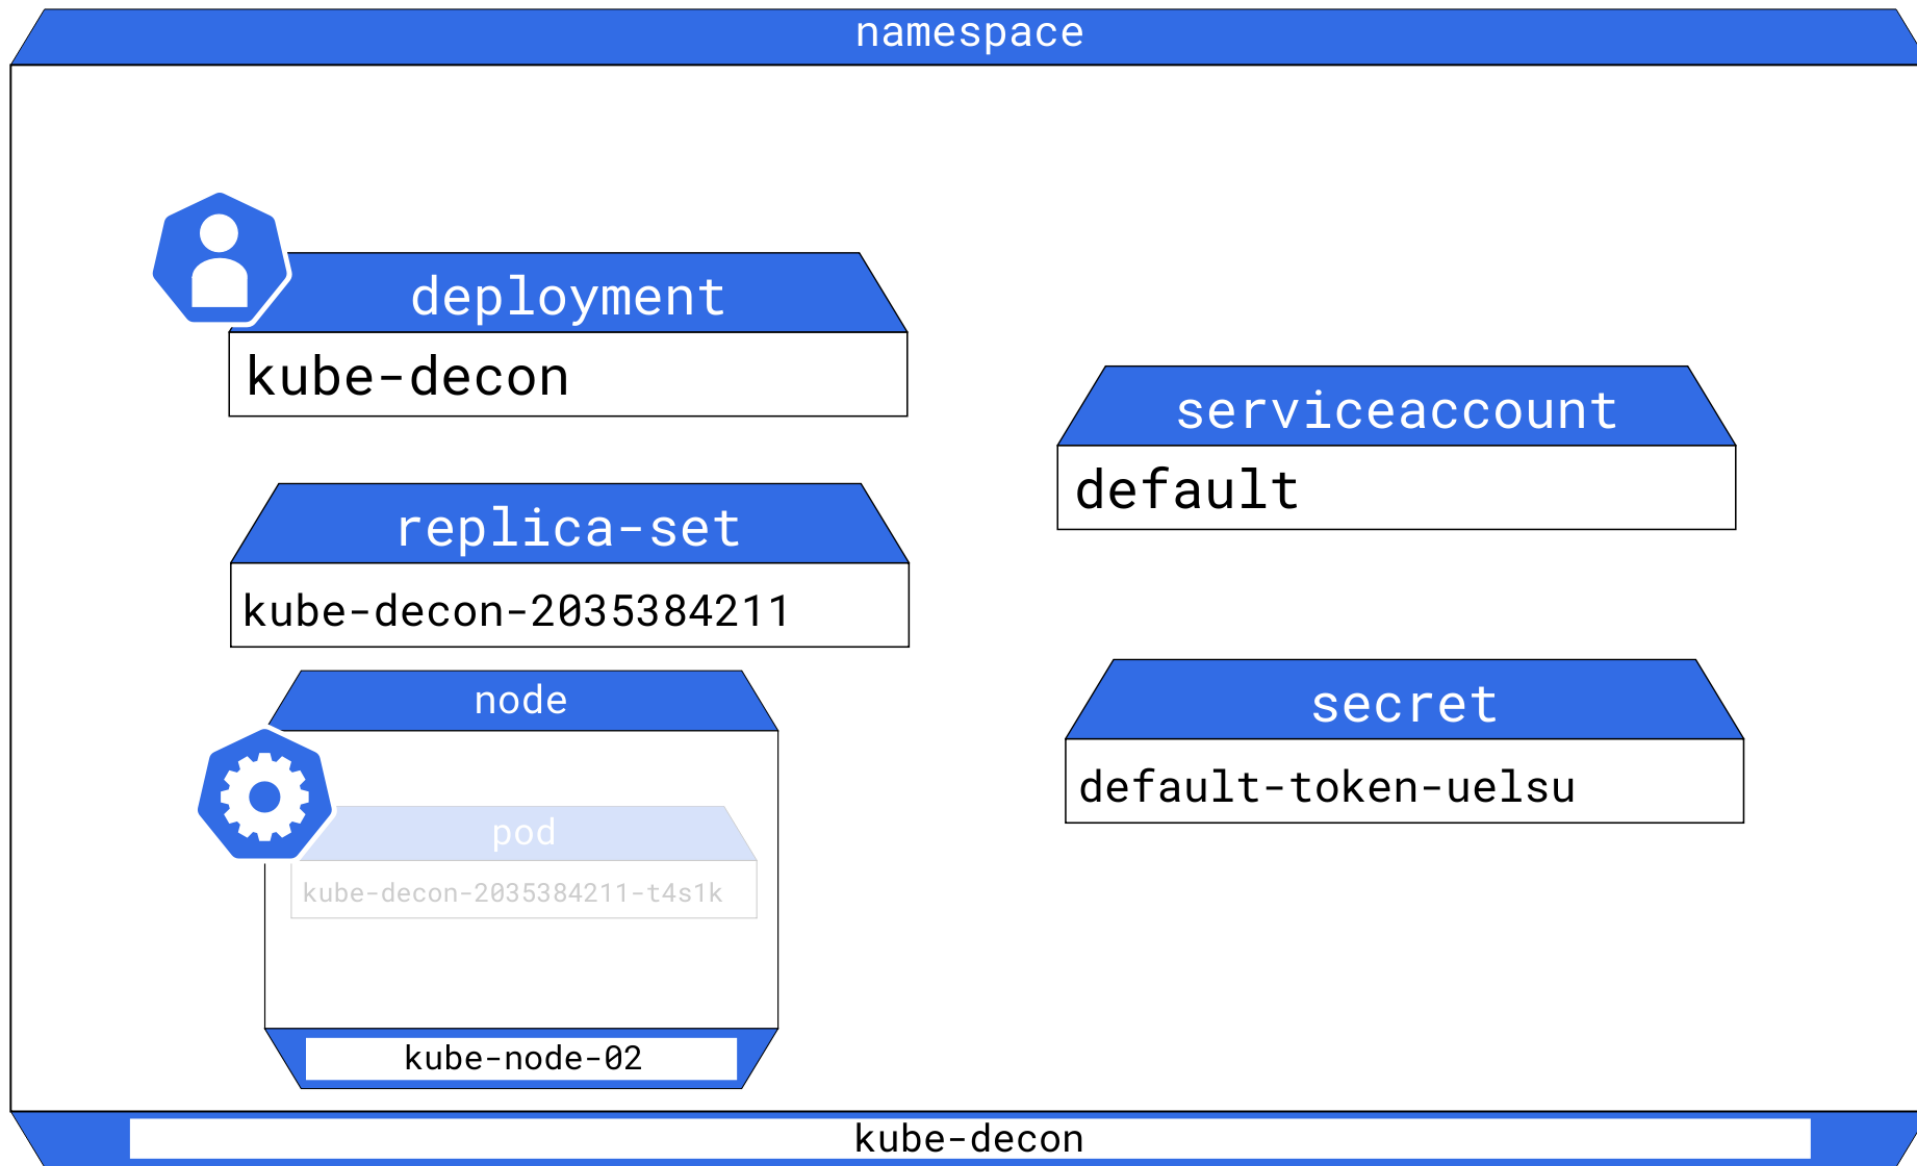 namespace
deployment
kube-decon
replica-set
kube-decon-2035384211
node
pod
kube-decon-2035384211-t4s1k
kube-node-02
serviceaccount
default
secret
default-token-uelsu
kube-decon